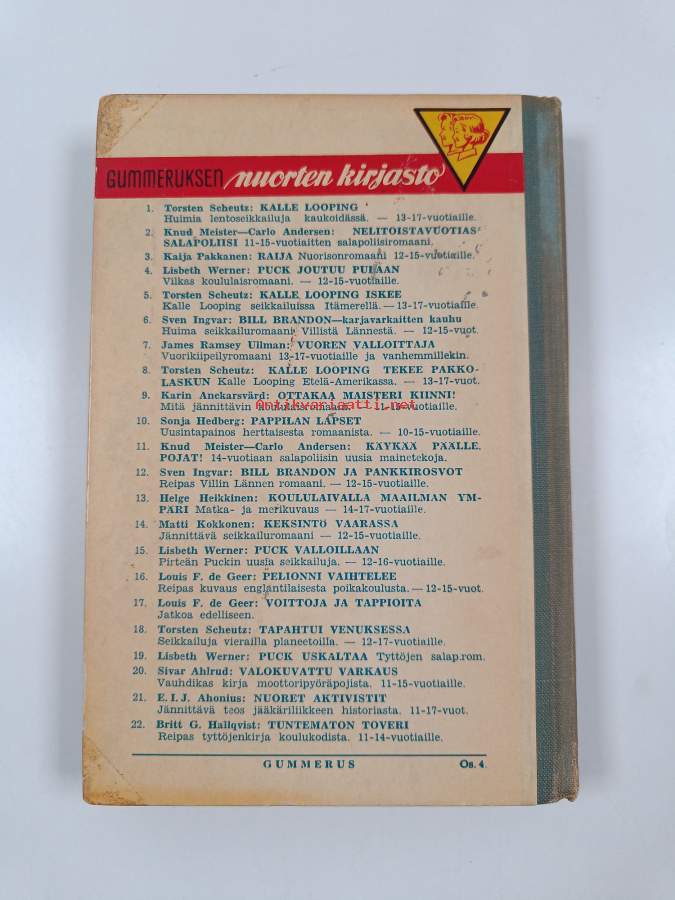 GUMMERUKSEN nuorten kirjasto
1. Torsten Scheutz: KALLE LOOPING
Huimia lentoseikkailuja kaukoidässä. — 13-17-vuotiaille.
2. Knud Meister—Carlo Andersen: NELITOISTAVUOTIAS
SALAPOLIISI 11-15-vuotiaitten salapoliisiromaani.
3. Kaija Pakkanen: RAIJA Nuorisonromaani 12-15-vuotiaille.
4. Lisbeth Werner: PUCK JOUTUU PULAAN
Vilkas koululaisromaani. — 12-15-vuotiaille.
5. Torsten Scheutz: KALLE LOOPING ISKEE
Kalle Looping seikkailuissa Itämerellä. — 13-17-vuotiaille.
6. Sven Ingvar: BILL BRANDON—karjavarkaitten kauhu
Huima seikkailuromaani Villistä Lännestä. — 12-15-vuot.
7. James Ramsey Ullman: VUOREN VALLOITTAJA
Vuorikiipeilyromaani 13-17-vuotiaille ja vanhemmillekin.
8. Torsten Scheutz: KALLE LOOPING TEKEE PAKKO-
LASKUN Kalle Looping Etelä-Amerikassa. — 13-17-vuot.
9. Karin Anckarsvärd: OTTAKAA MAISTERI KIINNI!
Mitä jännittävin koululaisromaani. — 11-15-vuotiaille.
Antikvariaatti.net
10. Sonja Hedberg: PAPPILAN LAPSET
Uusintapainos herttaisesta romaanista. — 10-15-vuotiaille.
11. Knud Meister—Carlo Andersen: KÄYKÄÄ PÄÄLLE,
POJAT! 14-vuotiaan salapoliisin uusia mainetekoja.
12. Sven Ingvar: BILL BRANDON JA PANKKIROSVOT
Reipas Villin Lännen romaani. — 12-15-vuotiaille.
13. Helge Heikkinen: KOULULAIVALLA MAAILMAN YM-
PÄRI Matka- ja merikuvaus — 14-17-vuotiaille.
14. Matti Kokkonen: KEKSINTÖ VAARASSA
Jännittävä seikkailuromaani — 12-15-vuotiaille.
15. Lisbeth Werner: PUCK VALLOILLAAN
Pirteän Puckin uusia seikkailuja. — 12-16-vuotiaille.
16. Louis F. de Geer: PELIONNI VAIHTELEE
Reipas kuvaus englantilaisesta poikakoulusta. — 12-15-vuot.
17. Louis F. de Geer: VOITTOJA JA TAPPIOITA
Jatkoa edelliseen.
18. Torsten Scheutz: TAPAHTUI VENUKSESSA
Seikkailuja vierailla planeetoilla. — 12-17-vuotiaille.
19. Lisbeth Werner: PUCK USKALTAA Tyttöjen salap.rom.
20. Sivar Ahlrud: VALOKUVATTU VARKAUS
Vauhdikas kirja moottoripyöräpojista. 11-15-vuotiaille.
21. E. I. J. Ahonius: NUORET AKTIVISTIT
Jännittävä teos jääkäriliikkeen historiasta. 11-17-vuot.
22. Britt G. Hallqvist: TUNTEMATON TOVERI
Reipas tyttöjenkirja koulukodista. 11-14-vuotiaille.
GUMMERUS Os. 4.